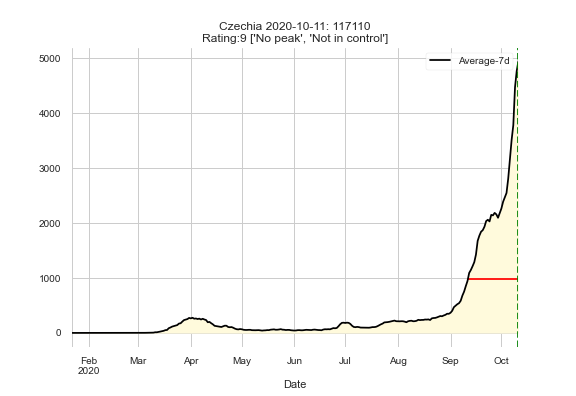 Czechia 2020-10-11: 117110
Rating:9 ['No peak', 'Not in control']
Average-7d
5000
4000
3000
2000
1000
0
Feb Mar Apr May Jun Jul Aug Sep Oct
2020
Date